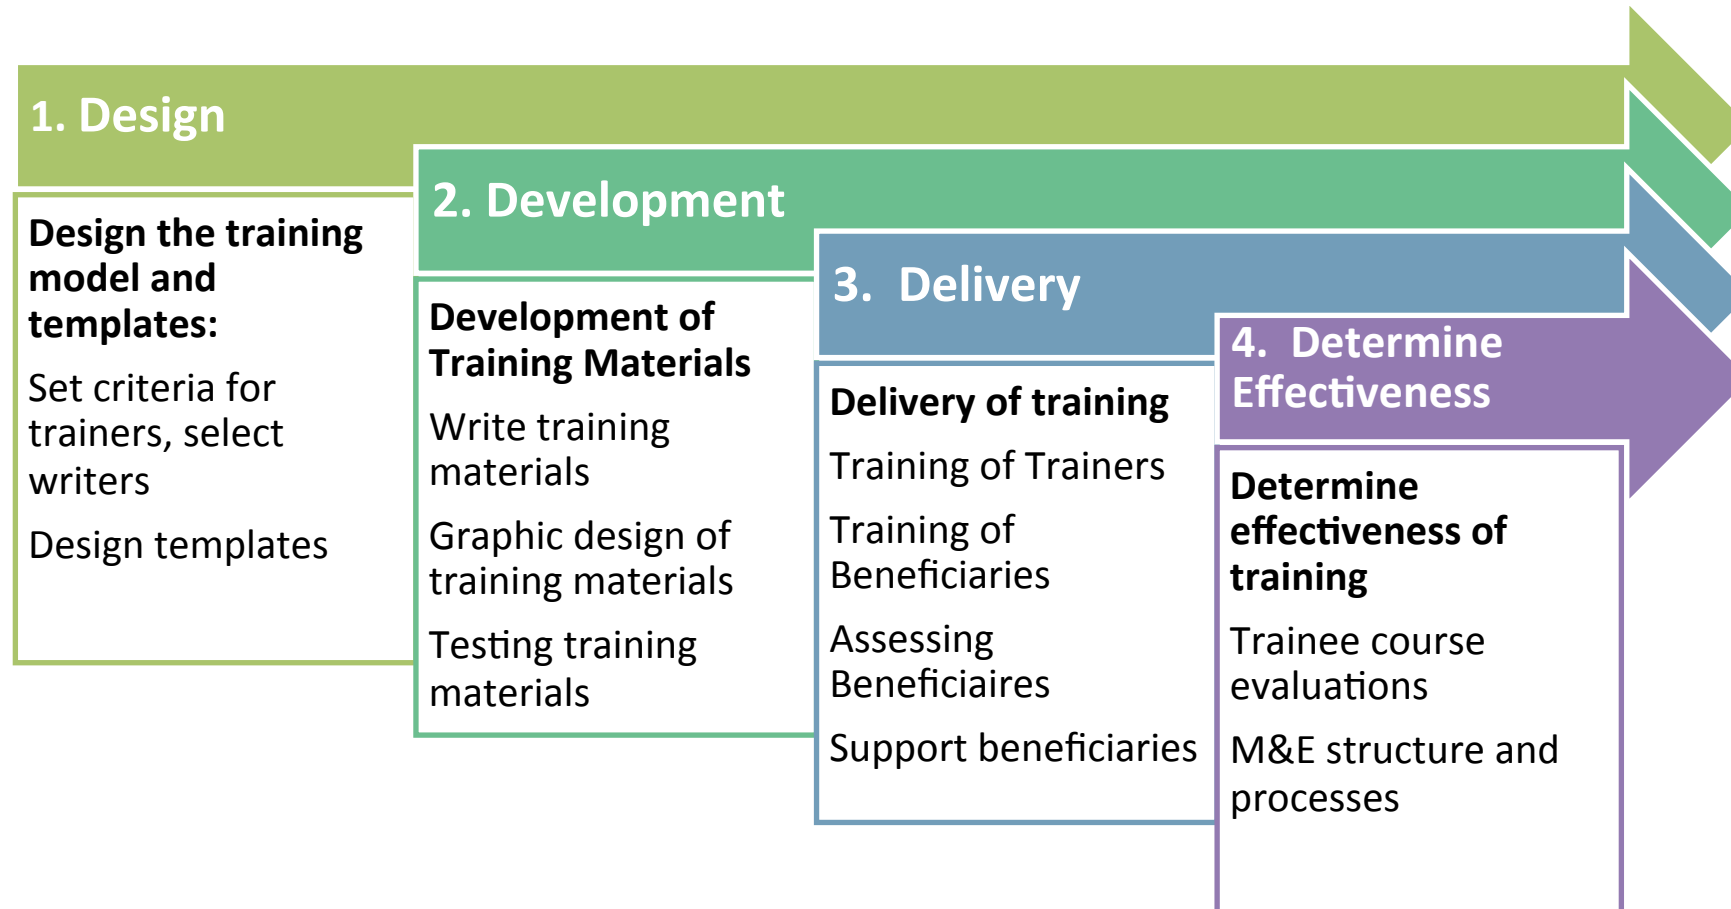 1. Design
Design the training
model and
templates:
Set criteria for
trainers, select
writers
Design templates
2. Development
Development of
Training Materials
Write training
materials
Graphic design of
training materials
Testing training
materials
3. Delivery
Delivery of training
Training of Trainers
Training of
Beneficiaries
Assessing
Beneficiaires
Support beneficiaries
4. Determine
Effectiveness
Determine
effectiveness of
training
Trainee course
evaluations
M&E structure and
processes